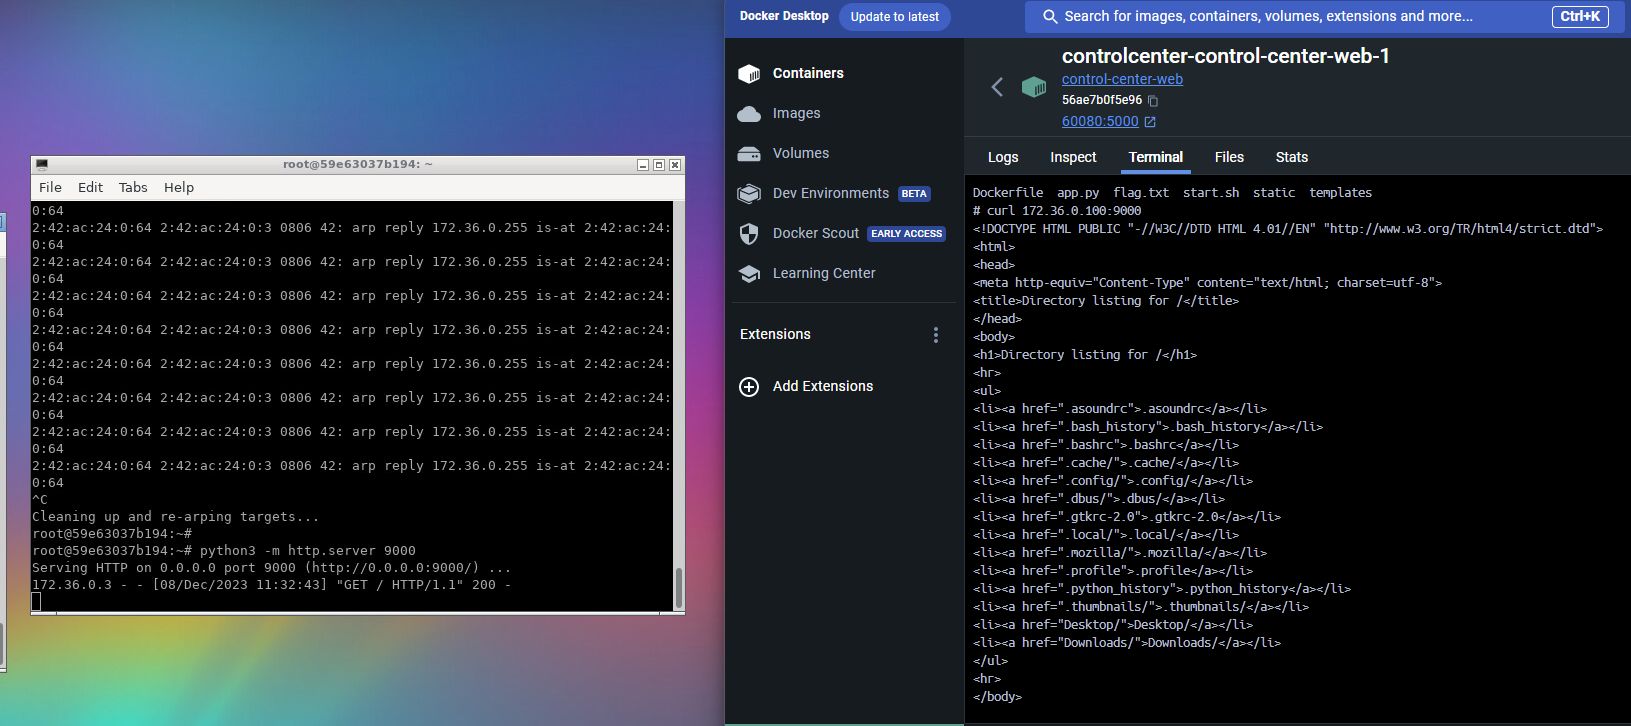 root@59e63037b194: ~
File Edit Tabs Help
0:64
2:42:ac:24:0:64 2:42:ac:24:0:3 0806 42: arp reply 172.36.0.255 is-at 2:42:ac:24:
0:64
2:42:ac:24:0:64 2:42:ac:24:0:3 0806 42: arp reply 172.36.0.255 is-at 2:42:ac:24:
0:64
2:42:ac:24:0:64 2:42:ac:24:0:3 0806 42: arp reply 172.36.0.255 is-at 2:42:ac:24:
0:64
2:42:ac:24:0:64 2:42:ac:24:0:3 0806 42: arp reply 172.36.0.255 is-at 2:42:ac:24:
0:64
2:42:ac:24:0:64 2:42:ac:24:0:3 0806 42: arp reply 172.36.0.255 is-at 2:42:ac:24:
0:64
2:42:ac:24:0:64 2:42:ac:24:0:3 0806 42: arp reply 172.36.0.255 is-at 2:42:ac:24:
0:64
2:42:ac:24:0:64 2:42:ac:24:0:3 0806 42: arp reply 172.36.0.255 is-at 2:42:ac:24:
0:64
2:42:ac:24:0:64 2:42:ac:24:0:3 0806 42: arp reply 172.36.0.255 is-at 2:42:ac:24:
0:64
^C
Cleaning up and re-arping targets...
root@59e63037b194:~#
root@59e63037b194:~# python3 -m http.server 9000
Serving HTTP on 0.0.0.0 port 9000 (http://0.0.0.0:9000/) ...
172.36.0.3 - - [08/Dec/2023 11:32:43] "GET / HTTP/1.1" 200 -
Docker Desktop Update to latest
Search for images, containers, volumes, extensions and more... Ctrl+K
Containers
Images
Volumes
Dev Environments BETA
Docker Scout EARLY ACCESS
Learning Center
Extensions
Add Extensions
controlcenter-control-center-web-1
control-center-web
56ae7b0f5e96
60080:5000
Logs Inspect Terminal Files Stats
Dockerfile app.py flag.txt start.sh static templates
# curl 172.36.0.100:9000
<!DOCTYPE HTML PUBLIC "-//W3C//DTD HTML 4.01//EN" "http://www.w3.org/TR/html4/strict.dtd">
<html>
<head>
<meta http-equiv="Content-Type" content="text/html; charset=utf-8">
<title>Directory listing for /</title>
</head>
<body>
<h1>Directory listing for /</h1>
<hr>
<ul>
<li><a href=".asoundrc">.asoundrc</a></li>
<li><a href=".bash_history">.bash_history</a></li>
<li><a href=".bashrc">.bashrc</a></li>
<li><a href=".cache/">.cache/</a></li>
<li><a href=".config/">.config/</a></li>
<li><a href=".dbus/">.dbus/</a></li>
<li><a href=".gtkrc-2.0">.gtkrc-2.0</a></li>
<li><a href=".local/">.local/</a></li>
<li><a href=".mozilla/">.mozilla/</a></li>
<li><a href=".profile">.profile</a></li>
<li><a href=".python_history">.python_history</a></li>
<li><a href=".thumbnails/">.thumbnails/</a></li>
<li><a href="Desktop/">Desktop/</a></li>
<li><a href="Downloads/">Downloads/</a></li>
</ul>
<hr>
</body>